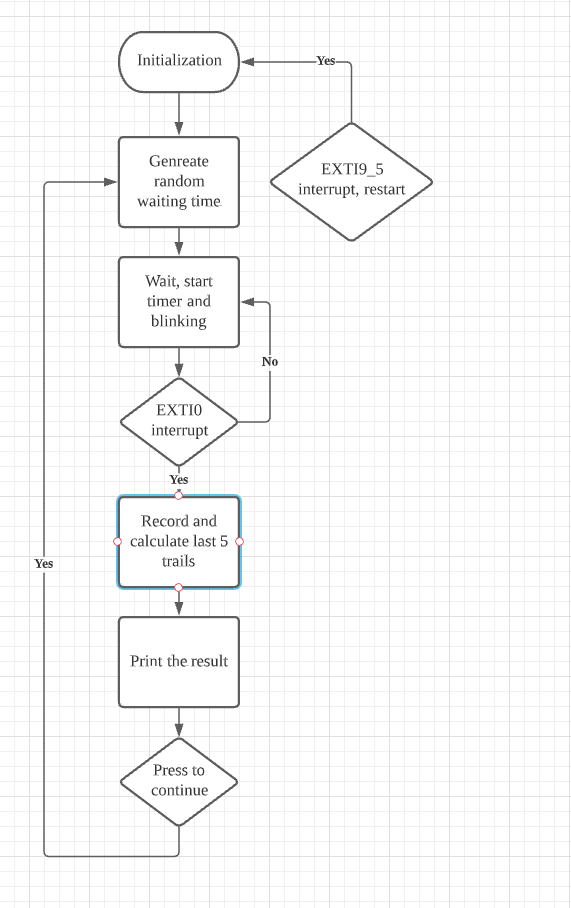 Initialization
Yes
Genreate
random
waiting time
EXTI9_5
interrupt, restart
Wait, start
timer and
blinking
No
EXTI0
interrupt
Yes
Record and
calculate last 5
trails
Yes
Print the result
Press to
continue